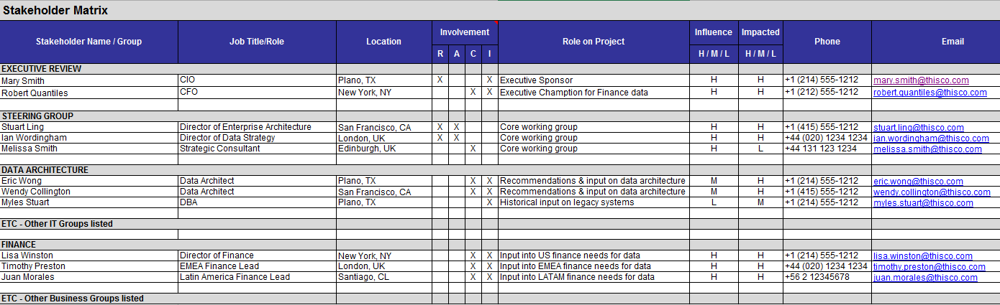 Stakeholder Matrix
Stakeholder Name / Group Job Title/Role Location Involvement Role on Project Influence Impacted Phone Email
R A C I H / M / L H / M / L
EXECUTIVE REVIEW
Mary Smith CIO Plano, TX X X Executive Sponsor H H +1 (214) 555-1212 mary.smith@thisco.com
Robert Quantiles CFO New York, NY X X Executive Chamption for Finance data H H +1 (212) 555-1212 robert.quantiles@thisco.com
STEERING GROUP
Stuart Ling Director of Enterprise Architecture San Francisco, CA X X Core working group H H +1 (415) 555-1212 stuart.ling@thisco.com
Ian Wordingham Director of Data Strategy London, UK X X Core working group H H +44 (020) 1234 1234 ian.wordingham@thisco.com
Melissa Smith Strategic Consultant Edinburgh, UK X Core working group H L +44 131 123 1234 melissa.smith@thisco.com
DATA ARCHITECTURE
Eric Wong Data Architect Plano, TX X X Recommendations & input on data architecture M H +1 (214) 555-1212 eric.wong@thisco.com
Wendy Collington Data Architect San Francisco, CA X X Recommendations & input on data architecture M H +1 (415) 555-1212 wendy.collington@thisco.com
Myles Stuart DBA Plano, TX X Historical input on legacy systems L M +1 (214) 555-1212 myles.stuart@thisco.com
ETC - Other IT Groups listed
FINANCE
Lisa Winston Director of Finance New York, NY X X Input into US finance needs for data H H +1 (214) 555-1212 lisa.winston@thisco.com
Timothy Preston EMEA Finance Lead London, UK X X Input into EMEA finance needs for data H H +44 (020) 1234 1234 timothy.preston@thisco.com
Juan Morales Latin America Finance Lead Santiago, CL X X Input into LATAM finance needs for data H H +56 2 12345678 juan.morales@thisco.com
ETC - Other Business Groups listed